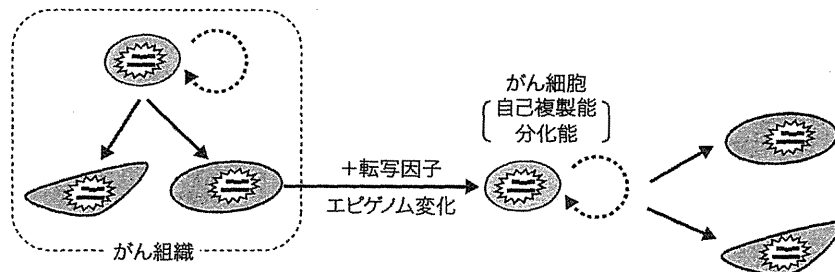 がん細胞
自己複製能
分化能
+転写因子
エピゲノム変化
がん組織